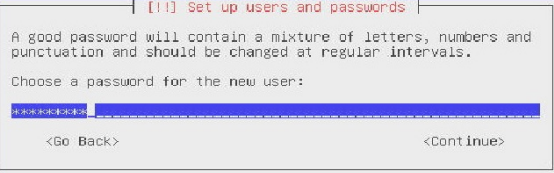 [!!] Set up users and passwords
A good password will contain a mixture of letters, numbers and
punctuation and should be changed at regular intervals.
Choose a password for the new user:
*********
<Go Back> <Continue>